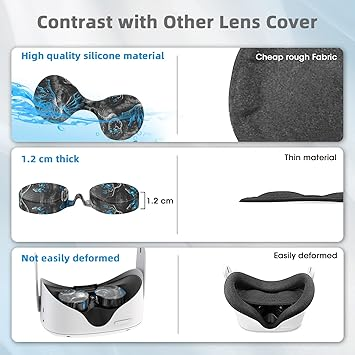 Contrast with Other Lens Cover
High quality silicone material
Cheap rough Fabric
1.2 cm thick
Thin material
1.2 cm
Not easily deformed
Easily deformed